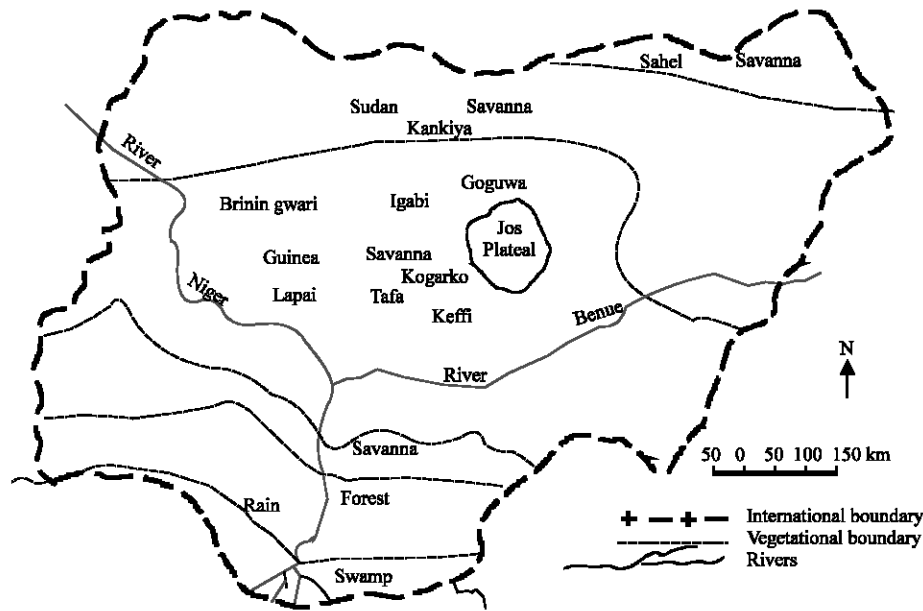 Sahel Savanna
Sudan Savanna
Kankiya
River
Goguwa
Brinin gwari
Igabi
Jos
Plateal
Guinea Savanna
Kogarko
Niger
Lapai
Tafa
Keffi
Benue
River
N
Savanna
50 0 50 150 km
Rain Forest
Swamp
International boundary
Vegetational boundary
Rivers